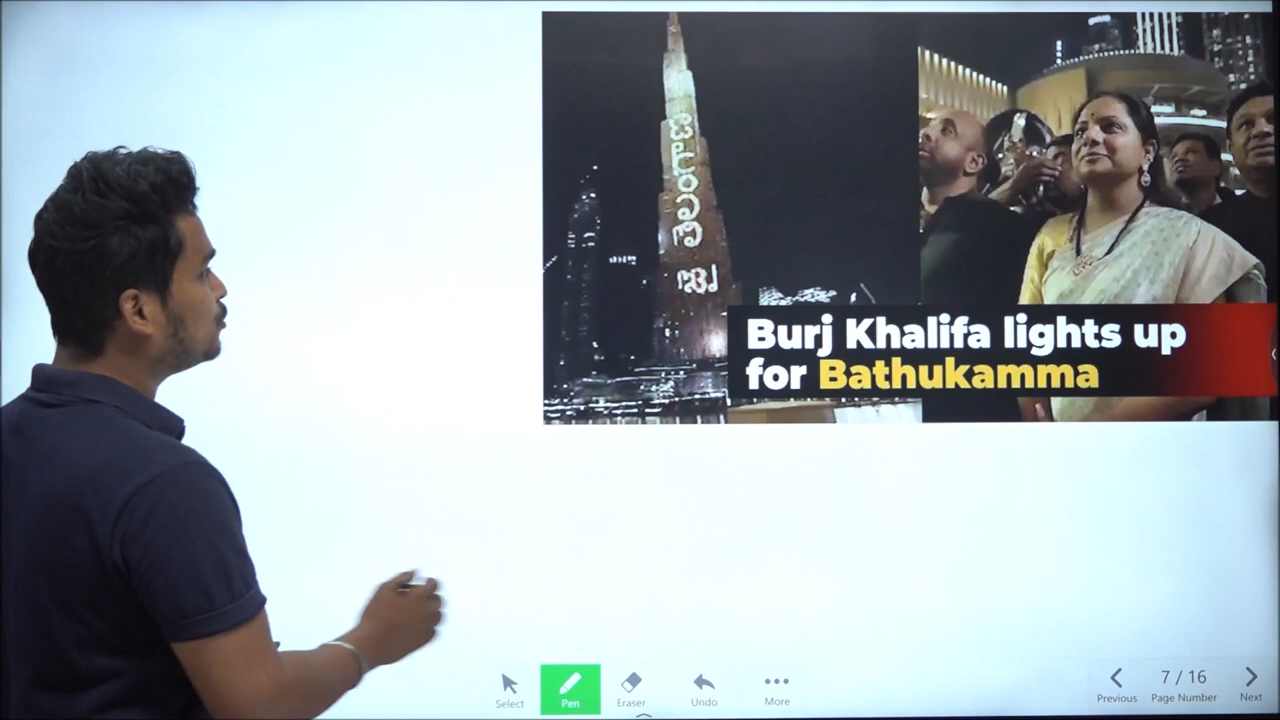 జై తెలంగాణ
Burj Khalifa lights up
for Bathukamma
Select
Pen
Eraser
Undo
More
Previous
7 / 16
Page Number
Next